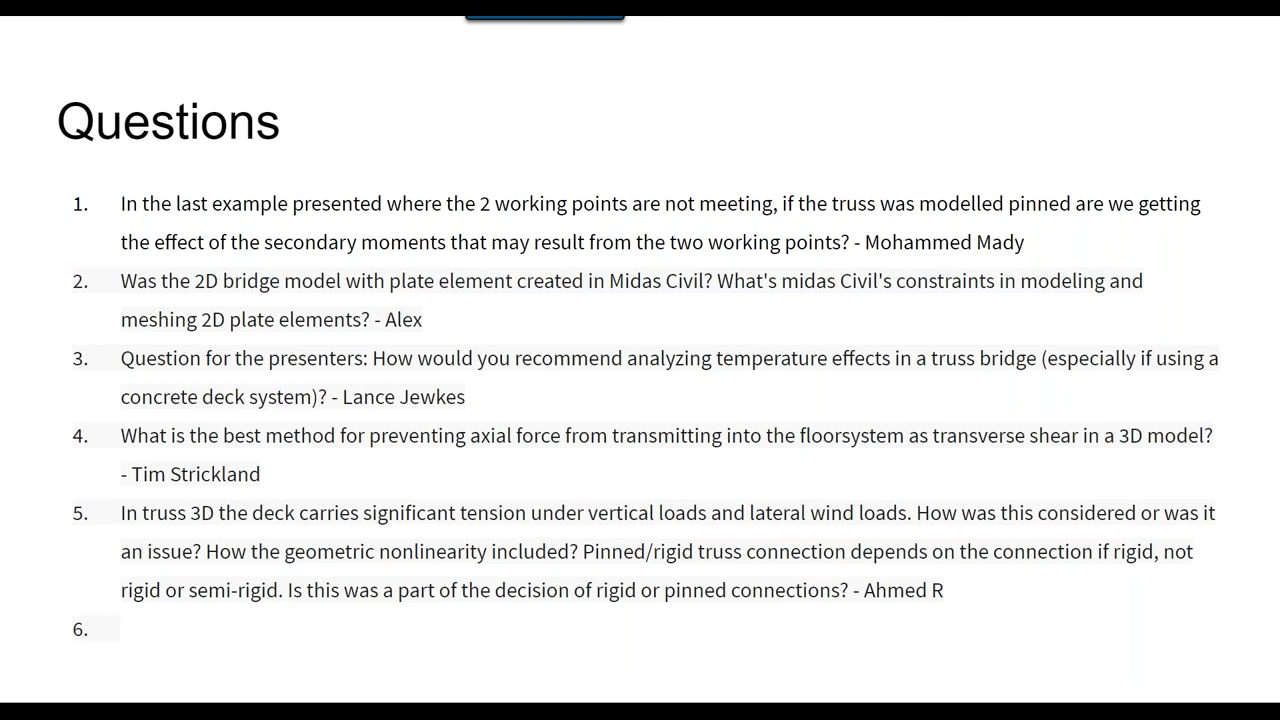 Questions
1. In the last example presented where the 2 working points are not meeting, if the truss was modelled pinned are we getting
the effect of the secondary moments that may result from the two working points? - Mohammed Mady
2. Was the 2D bridge model with plate element created in Midas Civil? What's midas Civil's constraints in modeling and
meshing 2D plate elements? - Alex
3. Question for the presenters: How would you recommend analyzing temperature effects in a truss bridge (especially if using a
concrete deck system)? - Lance Jewkes
4. What is the best method for preventing axial force from transmitting into the floorsystem as transverse shear in a 3D model?
- Tim Strickland
5. In truss 3D the deck carries significant tension under vertical loads and lateral wind loads. How was this considered or was it
an issue? How the geometric nonlinearity included? Pinned/rigid truss connection depends on the connection if rigid, not
rigid or semi-rigid. Is this was a part of the decision of rigid or pinned connections? - Ahmed R
6.